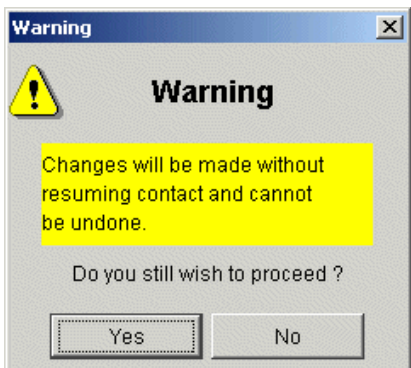 Warning
Warning
Changes will be made without
resuming contact and cannot
be undone.
Do you still wish to proceed ?
Yes
No